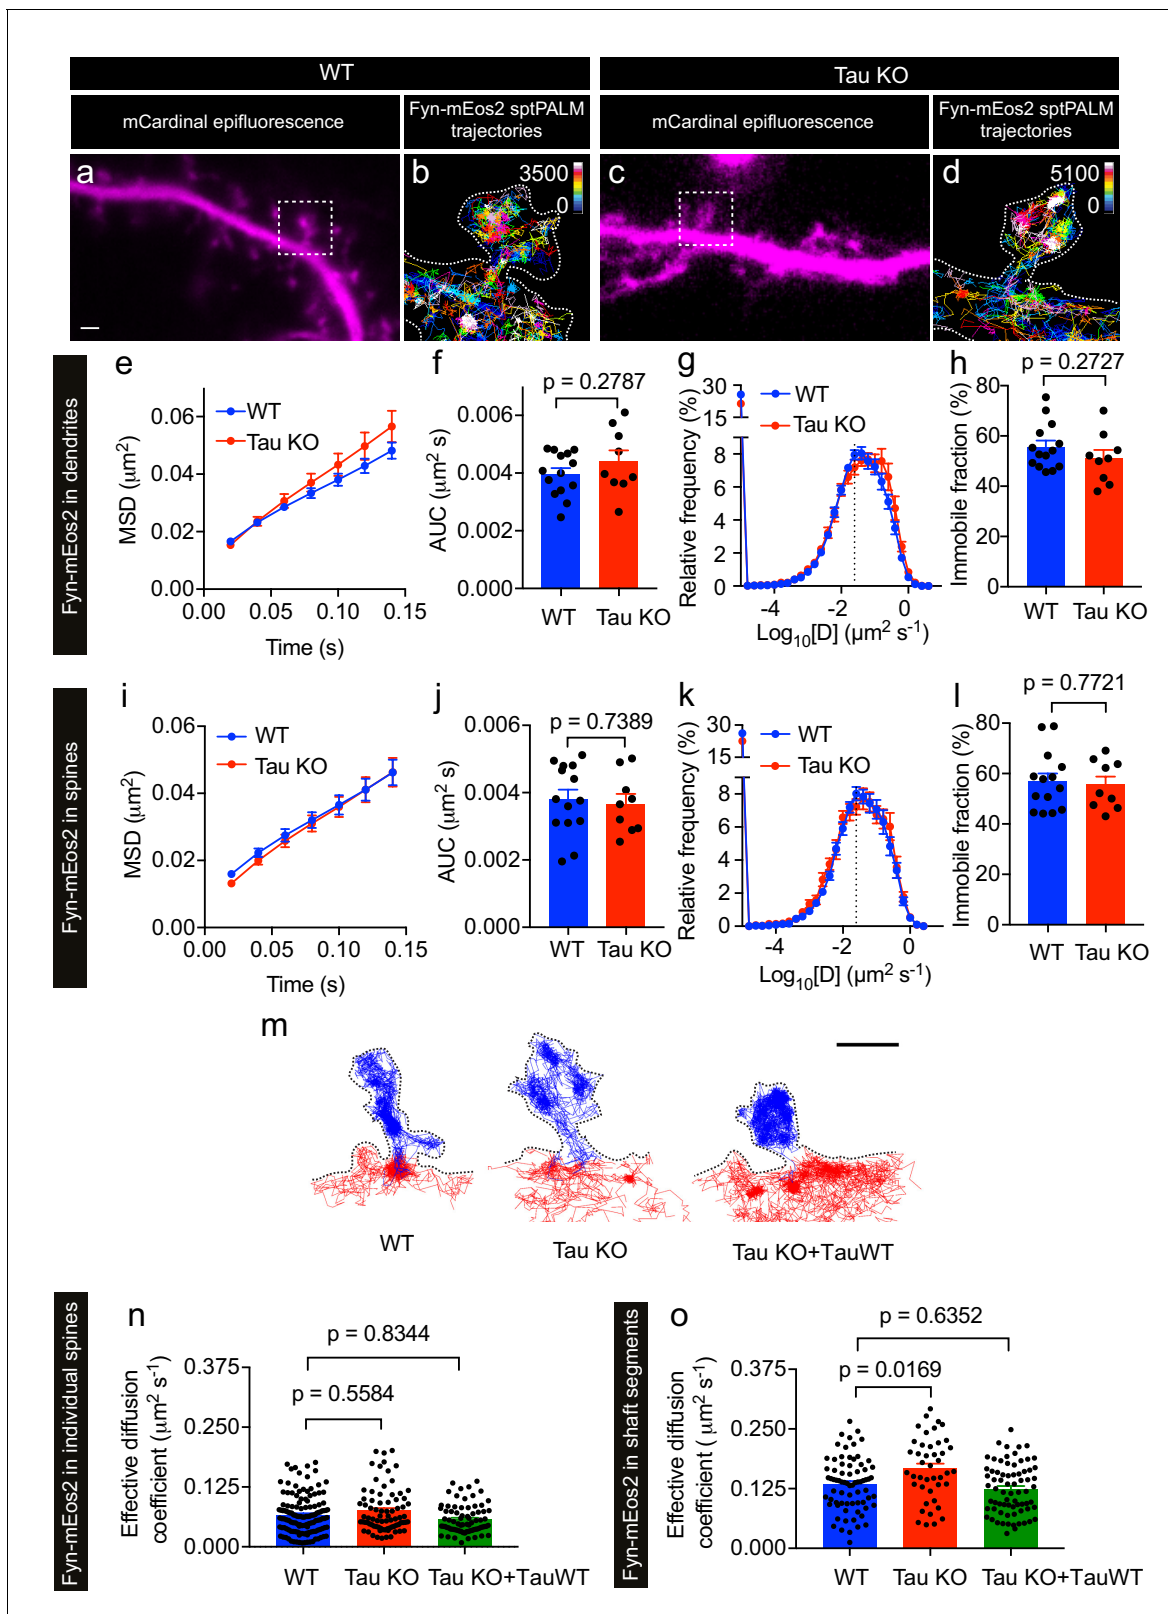 WT
Tau KO
mCardinal epifluorescence
Fyn-mEos2 sptPALM
trajectories
mCardinal epifluorescence
Fyn-mEos2 sptPALM
trajectories
a
b
3500
0
c
d
5100
0
Fyn-mEos2 in dendrites
e
MSD (μm²)
0.06
0.04
0.02
0.00
WT
Tau KO
0.00 0.05 0.10 0.15
Time (s)
f
p = 0.2787
AUC (μm² s)
0.006
0.004
0.002
0.000
WT Tau KO
g
Relative frequency (%)
30
15
8
6
4
2
0
WT
Tau KO
-4 -2 0
Log₁₀[D] (μm² s⁻¹)
h
p = 0.2727
Immobile fraction (%)
80
60
40
20
0
WT Tau KO
Fyn-mEos2 in spines
i
MSD (μm²)
0.06
0.04
0.02
0.00
WT
Tau KO
0.00 0.05 0.10 0.15
Time (s)
j
p = 0.7389
AUC (μm² s)
0.006
0.004
0.002
0.000
WT Tau KO
k
Relative frequency (%)
30
15
8
6
4
2
0
WT
Tau KO
-4 -2 0
Log₁₀[D] (μm² s⁻¹)
l
p = 0.7721
Immobile fraction (%)
80
60
40
20
0
WT Tau KO
m
WT
Tau KO
Tau KO+TauWT
Fyn-mEos2 in individual spines
n
p = 0.8344
p = 0.5584
Effective diffusion
coefficient (μm² s⁻¹)
0.375
0.250
0.125
0.000
WT Tau KO Tau KO+TauWT
Fyn-mEos2 in shaft segments
o
p = 0.6352
p = 0.0169
Effective diffusion
coefficient ( μm² s⁻¹)
0.375
0.250
0.125
0.000
WT Tau KO Tau KO+TauWT